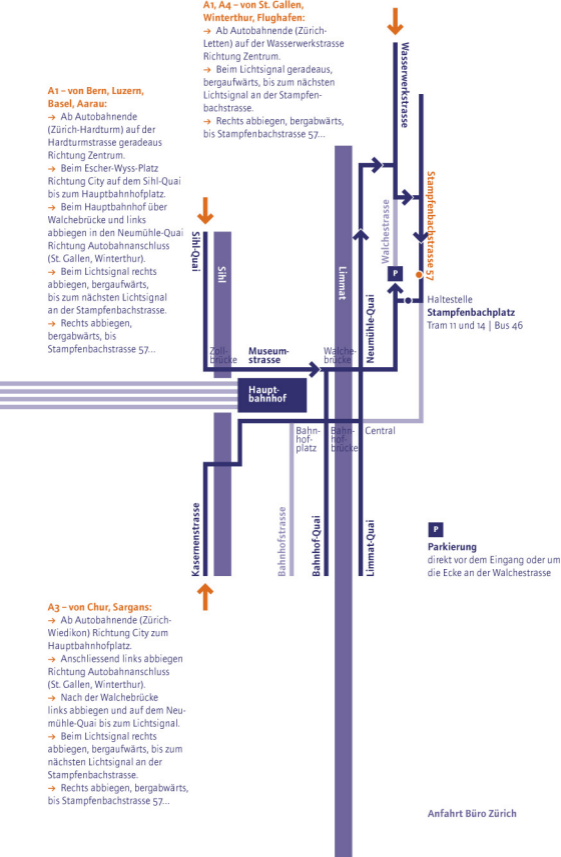 A1, A4 – von St. Gallen,
Winterthur, Flughafen:
→ Ab Autobahnende (Zürich-
Letten) auf der Wasserwerkstrasse
Richtung Zentrum.
→ Beim Lichtsignal geradeaus,
bergaufwärts, bis zum nächsten
Lichtsignal an der Stampfen-
bachstrasse.
→ Rechts abbiegen, bergabwärts,
bis Stampfenbachstrasse 57...
A1 – von Bern, Luzern,
Basel, Aarau:
→ Ab Autobahnende
(Zürich-Hardturm) auf der
Hardturmstrasse geradeaus
Richtung Zentrum.
→ Beim Escher-Wyss-Platz
Richtung City auf dem Sihl-Quai
bis zum Hauptbahnhofplatz.
→ Beim Hauptbahnhof über
Walchebrücke und links
abbiegen in den Neumühle-Quai
Richtung Autobahnanschluss
(St. Gallen, Winterthur).
→ Beim Lichtsignal rechts
abbiegen, bergaufwärts,
bis zum nächsten Lichtsignal
an der Stampfenbachstrasse.
→ Rechts abbiegen,
bergabwärts, bis
Stampfenbachstrasse 57...
Wasserwerkstrasse
Stampfenbachstrasse 57
Walchestrasse
Sihl-Quai
Sihl
Limmat
P
Neumühle-Quai
Haltestelle
Stampfenbachplatz
Tram 11 und 14 | Bus 46
Zoll-
brücke
Museum-
strasse
Walche-
brücke
Haupt-
bahnhof
Bahn-
hof-
platz
Bahn-
hof-
brücke
Central
Kasernenstrasse
Bahnhofstrasse
Bahnhof-Quai
Limmat-Quai
P
Parkierung
direkt vor dem Eingang oder um
die Ecke an der Walchestrasse
A3 – von Chur, Sargans:
→ Ab Autobahnende (Zürich-
Wiedikon) Richtung City zum
Hauptbahnhofplatz.
→ Anschliessend links abbiegen
Richtung Autobahnanschluss
(St. Gallen, Winterthur).
→ Nach der Walchebrücke
links abbiegen und auf dem Neu-
mühle-Quai bis zum Lichtsignal.
→ Beim Lichtsignal rechts
abbiegen, bergaufwärts, bis zum
nächsten Lichtsignal an der
Stampfenbachstrasse.
→ Rechts abbiegen, bergabwärts,
bis Stampfenbachstrasse 57...
Anfahrt Büro Zürich